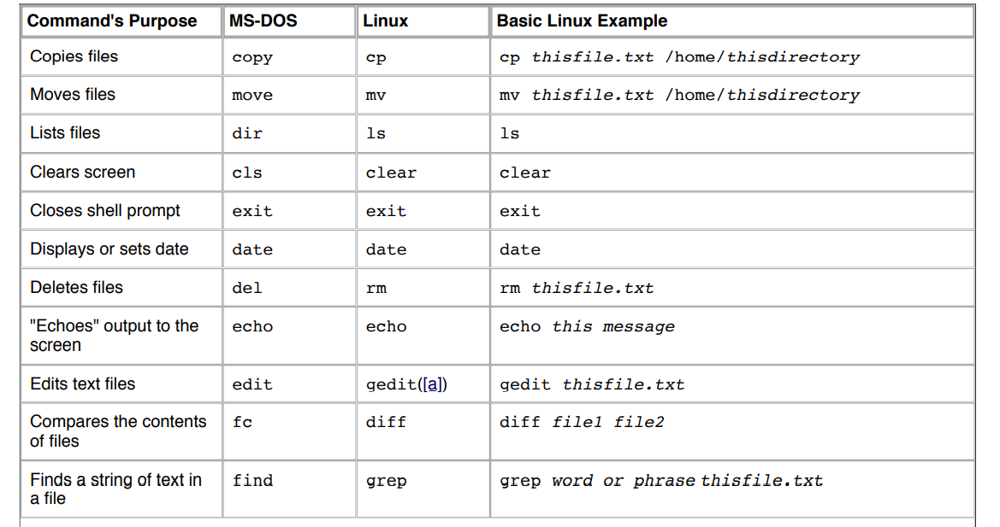 Command's Purpose MS-DOS Linux Basic Linux Example
Copies files copy cp cp thisfile.txt /home/thisdirectory
Moves files move mv mv thisfile.txt /home/thisdirectory
Lists files dir ls ls
Clears screen cls clear clear
Closes shell prompt exit exit exit
Displays or sets date date date date
Deletes files del rm rm thisfile.txt
"Echoes" output to the echo echo echo this message
screen
Edits text files edit gedit([a]) gedit thisfile.txt
Compares the contents fc diff diff file1 file2
of files
Finds a string of text in find grep grep word or phrase thisfile.txt
a file